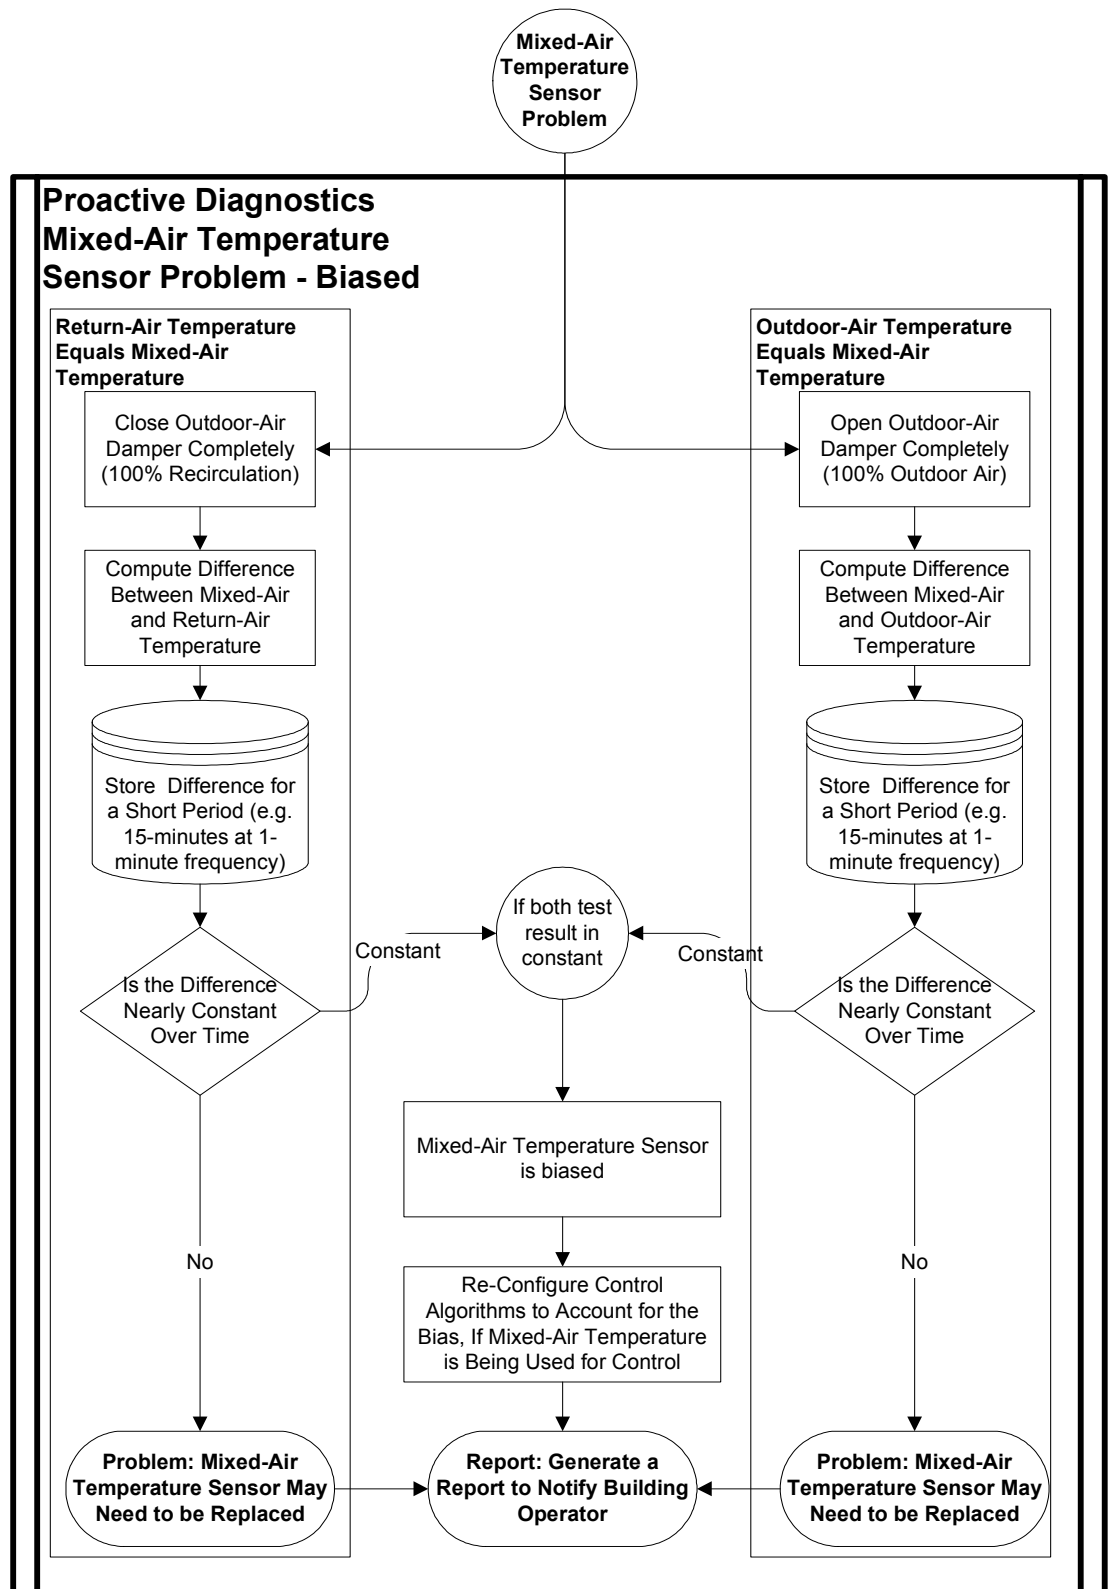 Mixed-Air
Temperature
Sensor
Problem
Proactive Diagnostics
Mixed-Air Temperature
Sensor Problem - Biased
Return-Air Temperature
Equals Mixed-Air
Temperature
Close Outdoor-Air
Damper Completely
(100% Recirculation)
Compute Difference
Between Mixed-Air
and Return-Air
Temperature
Store  Difference for
a Short Period (e.g.
15-minutes at 1-
minute frequency)
Is the Difference
Nearly Constant
Over Time
Constant
No
Problem: Mixed-Air
Temperature Sensor May
Need to be Replaced
If both test
result in
constant
Mixed-Air Temperature Sensor
is biased
Re-Configure Control
Algorithms to Account for the
Bias, If Mixed-Air Temperature
is Being Used for Control
Report: Generate a
Report to Notify Building
Operator
Outdoor-Air Temperature
Equals Mixed-Air
Temperature
Open Outdoor-Air
Damper Completely
(100% Outdoor Air)
Compute Difference
Between Mixed-Air
and Outdoor-Air
Temperature
Store  Difference for
a Short Period (e.g.
15-minutes at 1-
minute frequency)
Is the Difference
Nearly Constant
Over Time
Constant
No
Problem: Mixed-Air
Temperature Sensor May
Need to be Replaced